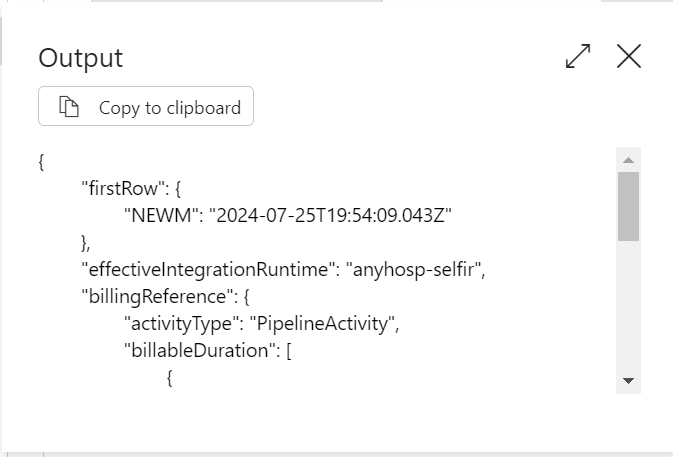 Output
Copy to clipboard
{
"firstRow": {
"NEWM": "2024-07-25T19:54:09.043Z"
},
"effectiveIntegrationRuntime": "anyhosp-selfir",
"billingReference": {
"activityType": "PipelineActivity",
"billableDuration": [
{